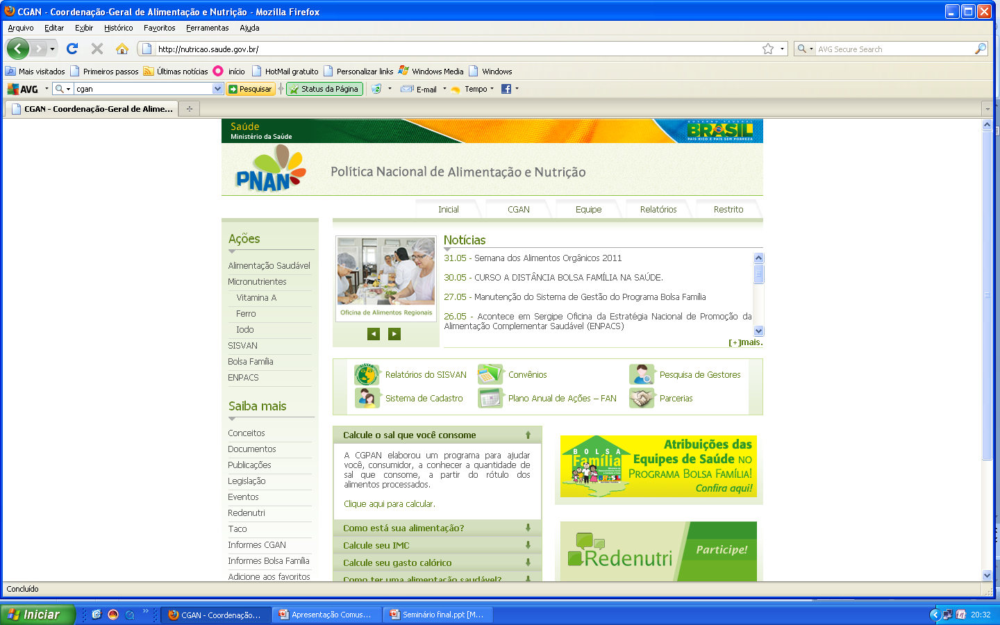 CGAN - Coordenação-Geral de Alimentação e Nutrição - Mozilla Firefox
Arquivo Editar Exibir Histórico Favoritos Ferramentas Ajuda
http://nutricao.saude.gov.br/
AVG Secure Search
Mais visitados Primeiros passos Últimas notícias início HotMail gratuito Personalizar links Windows Media Windows
AVG cgan Pesquisar Status da Página E-mail Tempo
CGAN - Coordenação-Geral de Alime...
Saúde
Ministério da Saúde
GOVERNO FEDERAL
BRASIL
PAÍS RICO É PAÍS SEM POBREZA
PNAN
Política Nacional de Alimentação e Nutrição
Inicial CGAN Equipe Relatórios Restrito
Ações
Alimentação Saudável
Micronutrientes
Vitamina A
Ferro
Iodo
SISVAN
Bolsa Família
ENPACS
Saiba mais
Conceitos
Documentos
Publicações
Legislação
Eventos
Redenutri
Taco
Informes CGAN
Informes Bolsa Família
Adicione aos favoritos
Oficina de Alimentos Regionais
Notícias
31.05 - Semana dos Alimentos Orgânicos 2011
30.05 - CURSO A DISTÂNCIA BOLSA FAMÍLIA NA SAÚDE.
27.05 - Manutenção do Sistema de Gestão do Programa Bolsa Família
26.05 - Acontece em Sergipe Oficina da Estratégia Nacional de Promoção da
Alimentação Complementar Saudável (ENPACS)
[+]mais.
SISVAN
Relatórios do SISVAN
Convênios
Pesquisa de Gestores
Sistema de Cadastro
Plano Anual de Ações – FAN
Parcerias
Calcule o sal que você consome
A CGPAN elaborou um programa para ajudar
você, consumidor, a conhecer a quantidade de
sal que consome, a partir do rótulo dos
alimentos processados.
Clique aqui para calcular.
Como está sua alimentação?
Calcule seu IMC
Calcule seu gasto calórico
Como ter uma alimentação saudável?
BOLSA
Família
Atribuições das
Equipes de Saúde NO
PROGRAMA BOLSA FAMÍLIA!
Confira aqui!
Redenutri
Participe!
Concluído
Iniciar
CGAN - Coordenação...
Apresentação Comus...
Seminário final.ppt [M...
20:32